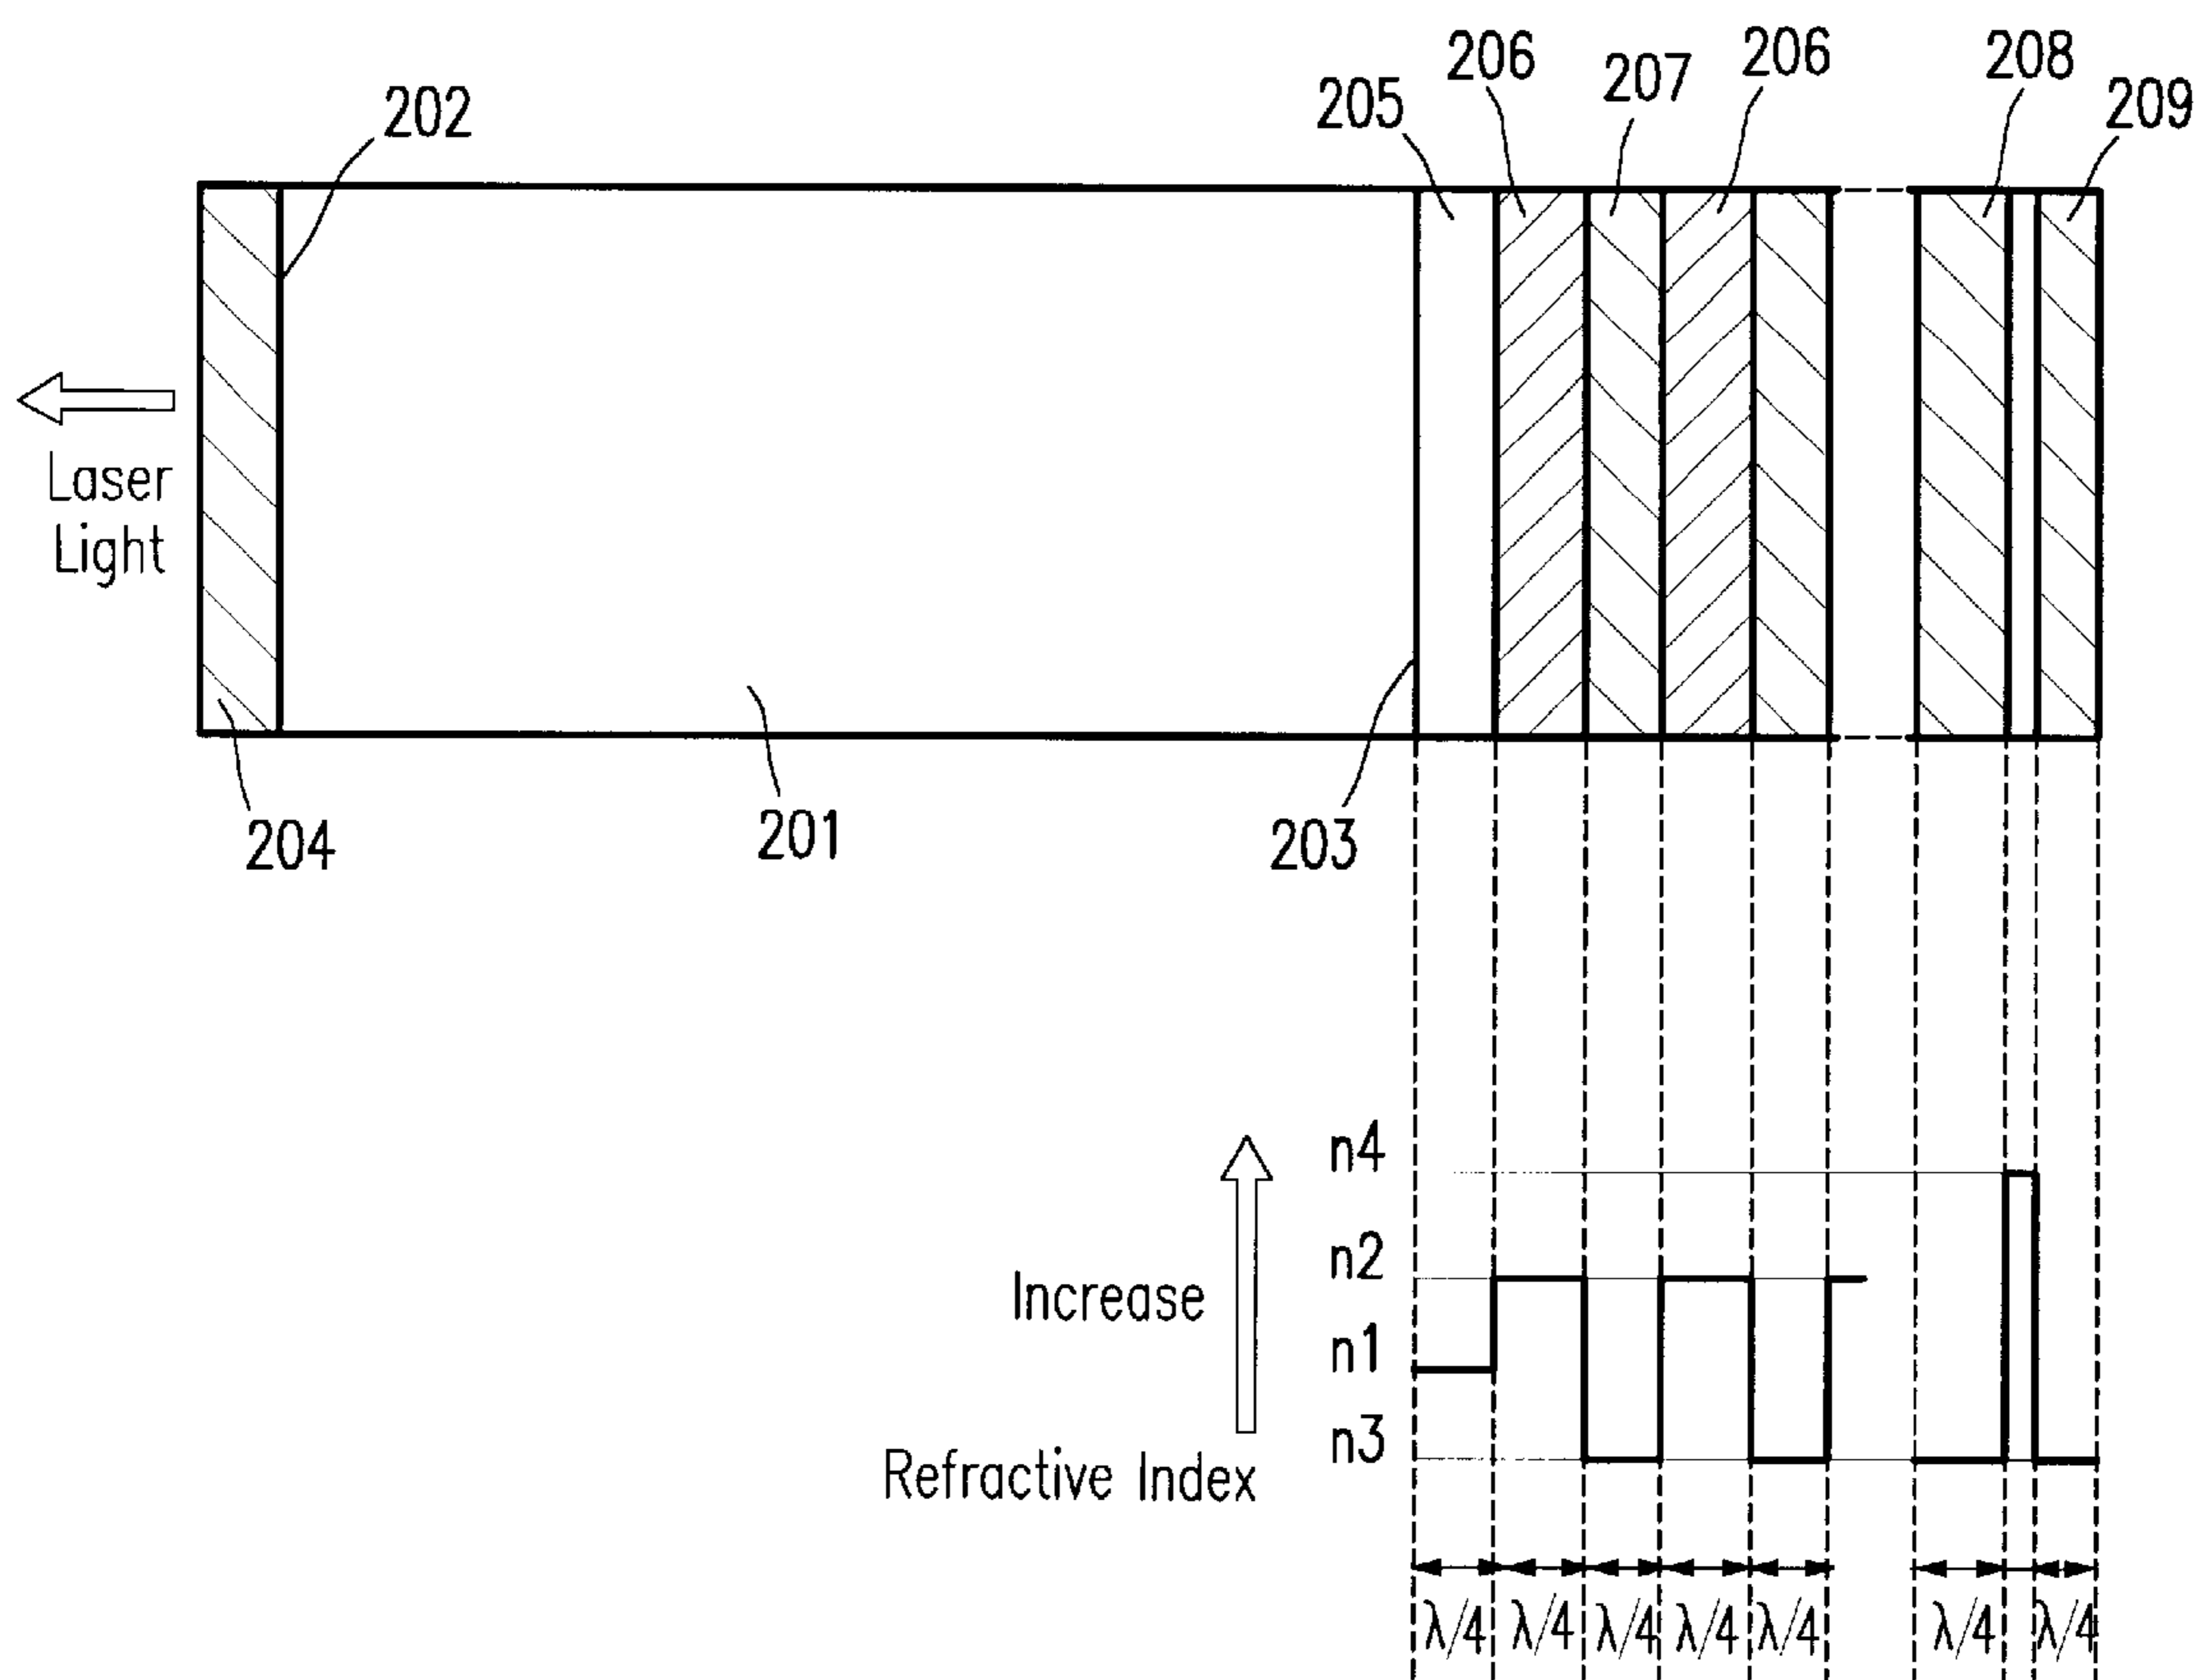 206
206
208
202
205
207
209
Laser
Light
204
201
203
n4
n2
Increase
n1
n3
Refractive Index
λ/4 λ/4 λ/4 λ/4 λ/4 λ/4 λ/4